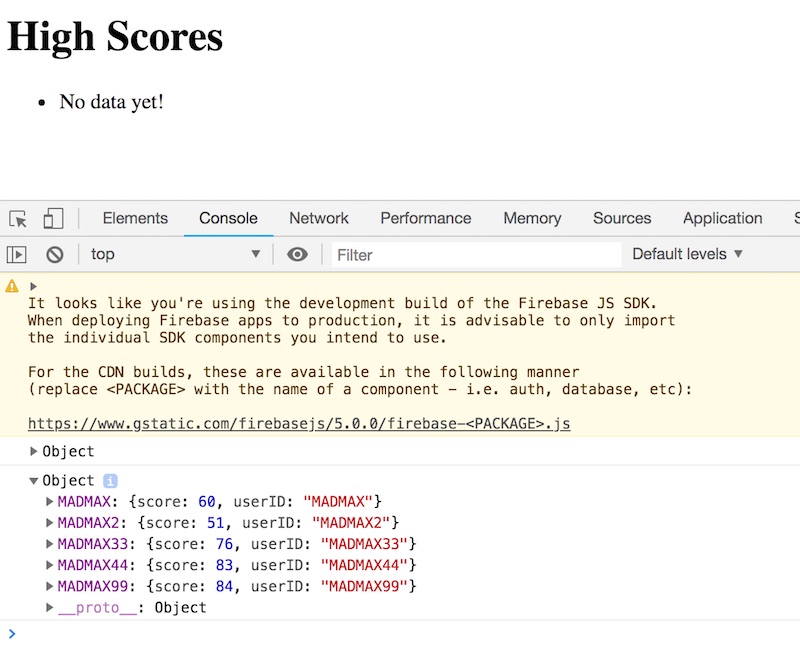 High Scores
• No data yet!
Elements Console Network Performance Memory Sources Application S
top Filter Default levels
It looks like you're using the development build of the Firebase JS SDK.
When deploying Firebase apps to production, it is advisable to only import
the individual SDK components you intend to use.
For the CDN builds, these are available in the following manner
(replace <PACKAGE> with the name of a component – i.e. auth, database, etc):
https://www.gstatic.com/firebasejs/5.0.0/firebase-<PACKAGE>.js
Object
Object i
MADMAX: {score: 60, userID: "MADMAX"}
MADMAX2: {score: 51, userID: "MADMAX2"}
MADMAX33: {score: 76, userID: "MADMAX33"}
MADMAX44: {score: 83, userID: "MADMAX44"}
MADMAX99: {score: 84, userID: "MADMAX99"}
__proto__: Object